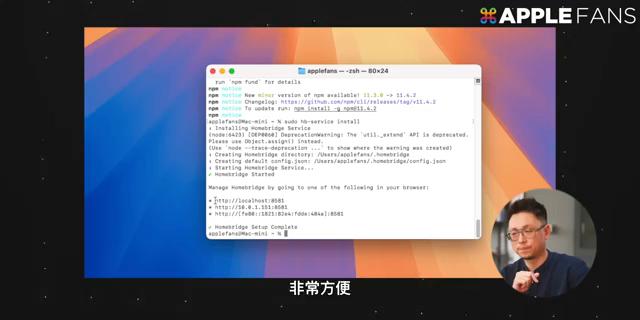 APPLEFANS
applefans — -zsh — 80×24
run `npm fund` for details
npm notice
npm notice New minor version of npm available! 11.3.0 -> 11.4.2
npm notice Changelog: https://github.com/npm/cli/releases/tag/v11.4.2
npm notice To update run: npm install -g npm@11.4.2
npm notice
applefans@Mac-mini ~ % sudo hb-service install
ℹ Installing Homebridge Service
(node:6423) [DEP0060] DeprecationWarning: The `util._extend` API is deprecated.
Please use Object.assign() instead.
(Use `node --trace-deprecation ...` to show where the warning was created)
ℹ Creating Homebridge directory: /Users/applefans/.homebridge
ℹ Creating default config.json: /Users/applefans/.homebridge/config.json
ℹ Starting Homebridge Service...
✔ Homebridge Started
Manage Homebridge by going to one of the following in your browser:
* http://localhost:8581
* http://10.0.1.151:8581
* http://[fe80::1821:82e4:fdda:404a]:8581
✔ Homebridge Setup Complete
applefans@Mac-mini ~ %
非常方便